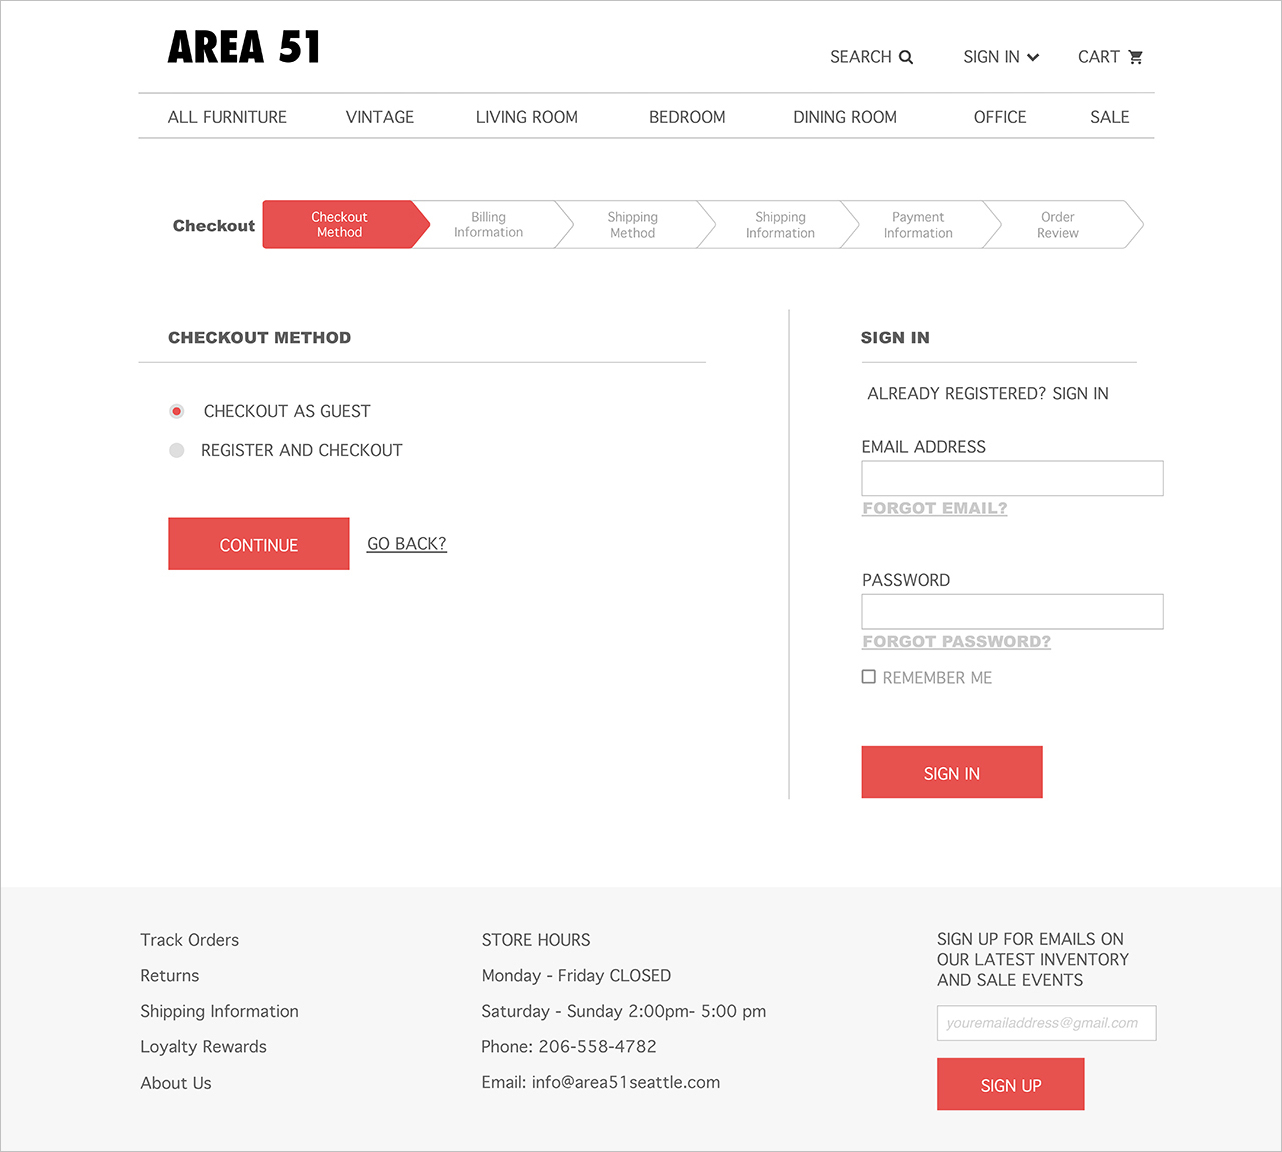 AREA 51
SEARCH
SIGN IN
CART
ALL FURNITURE
VINTAGE
LIVING ROOM
BEDROOM
DINING ROOM
OFFICE
SALE
Checkout
Checkout
Method
Billing
Information
Shipping
Method
Shipping
Information
Payment
Information
Order
Review
CHECKOUT METHOD
CHECKOUT AS GUEST
REGISTER AND CHECKOUT
CONTINUE
GO BACK?
SIGN IN
ALREADY REGISTERED? SIGN IN
EMAIL ADDRESS
FORGOT EMAIL?
PASSWORD
FORGOT PASSWORD?
REMEMBER ME
SIGN IN
Track Orders
Returns
Shipping Information
Loyalty Rewards
About Us
STORE HOURS
Monday - Friday CLOSED
Saturday - Sunday 2:00pm- 5:00 pm
Phone: 206-558-4782
Email: info@area51seattle.com
SIGN UP FOR EMAILS ON
OUR LATEST INVENTORY
AND SALE EVENTS
youremailaddress@gmail.com
SIGN UP